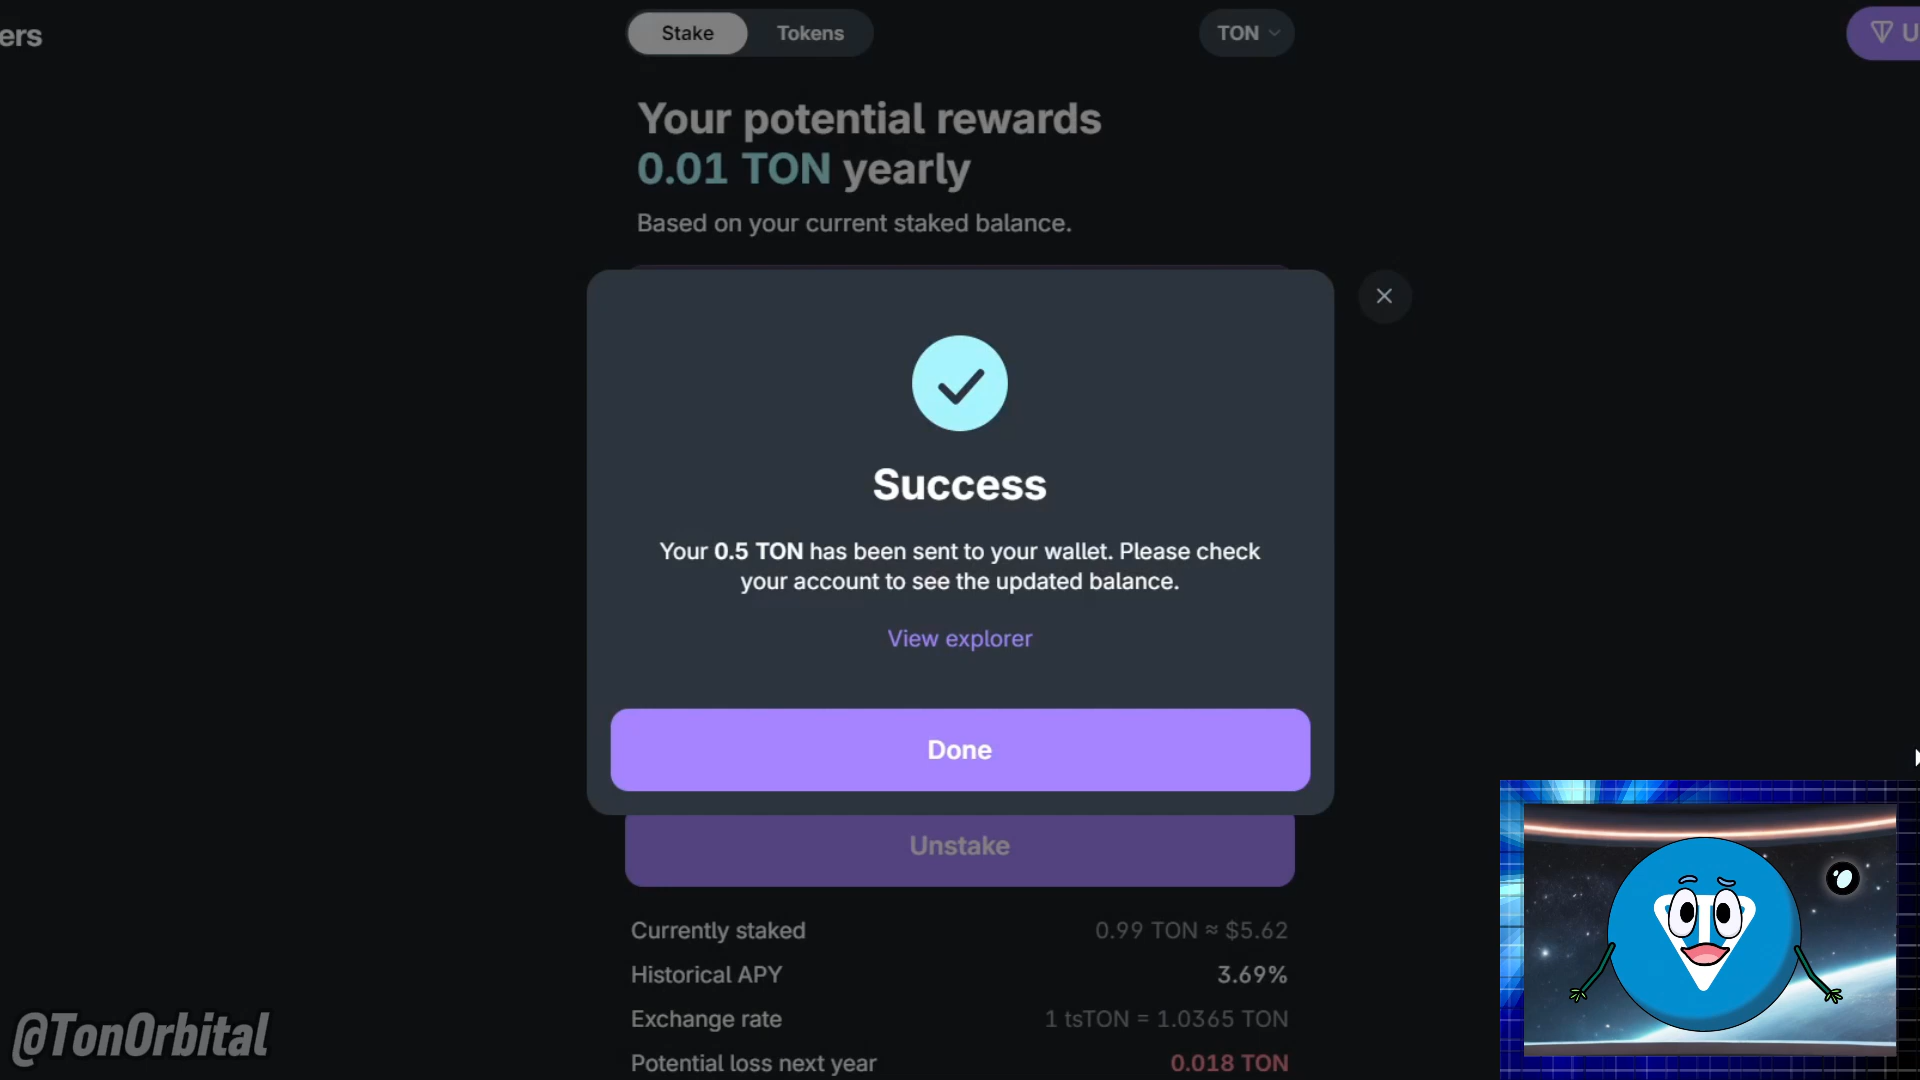 ers
Stake
Tokens
TON
U
Your potential rewards
0.01 TON yearly
Based on your current staked balance.
Success
Your 0.5 TON has been sent to your wallet. Please check
your account to see the updated balance.
View explorer
Done
Unstake
Currently staked 0.99 TON ≈ $5.62
Historical APY 3.69%
Exchange rate 1 tsTON = 1.0365 TON
Potential loss next year 0.018 TON
@TonOrbital